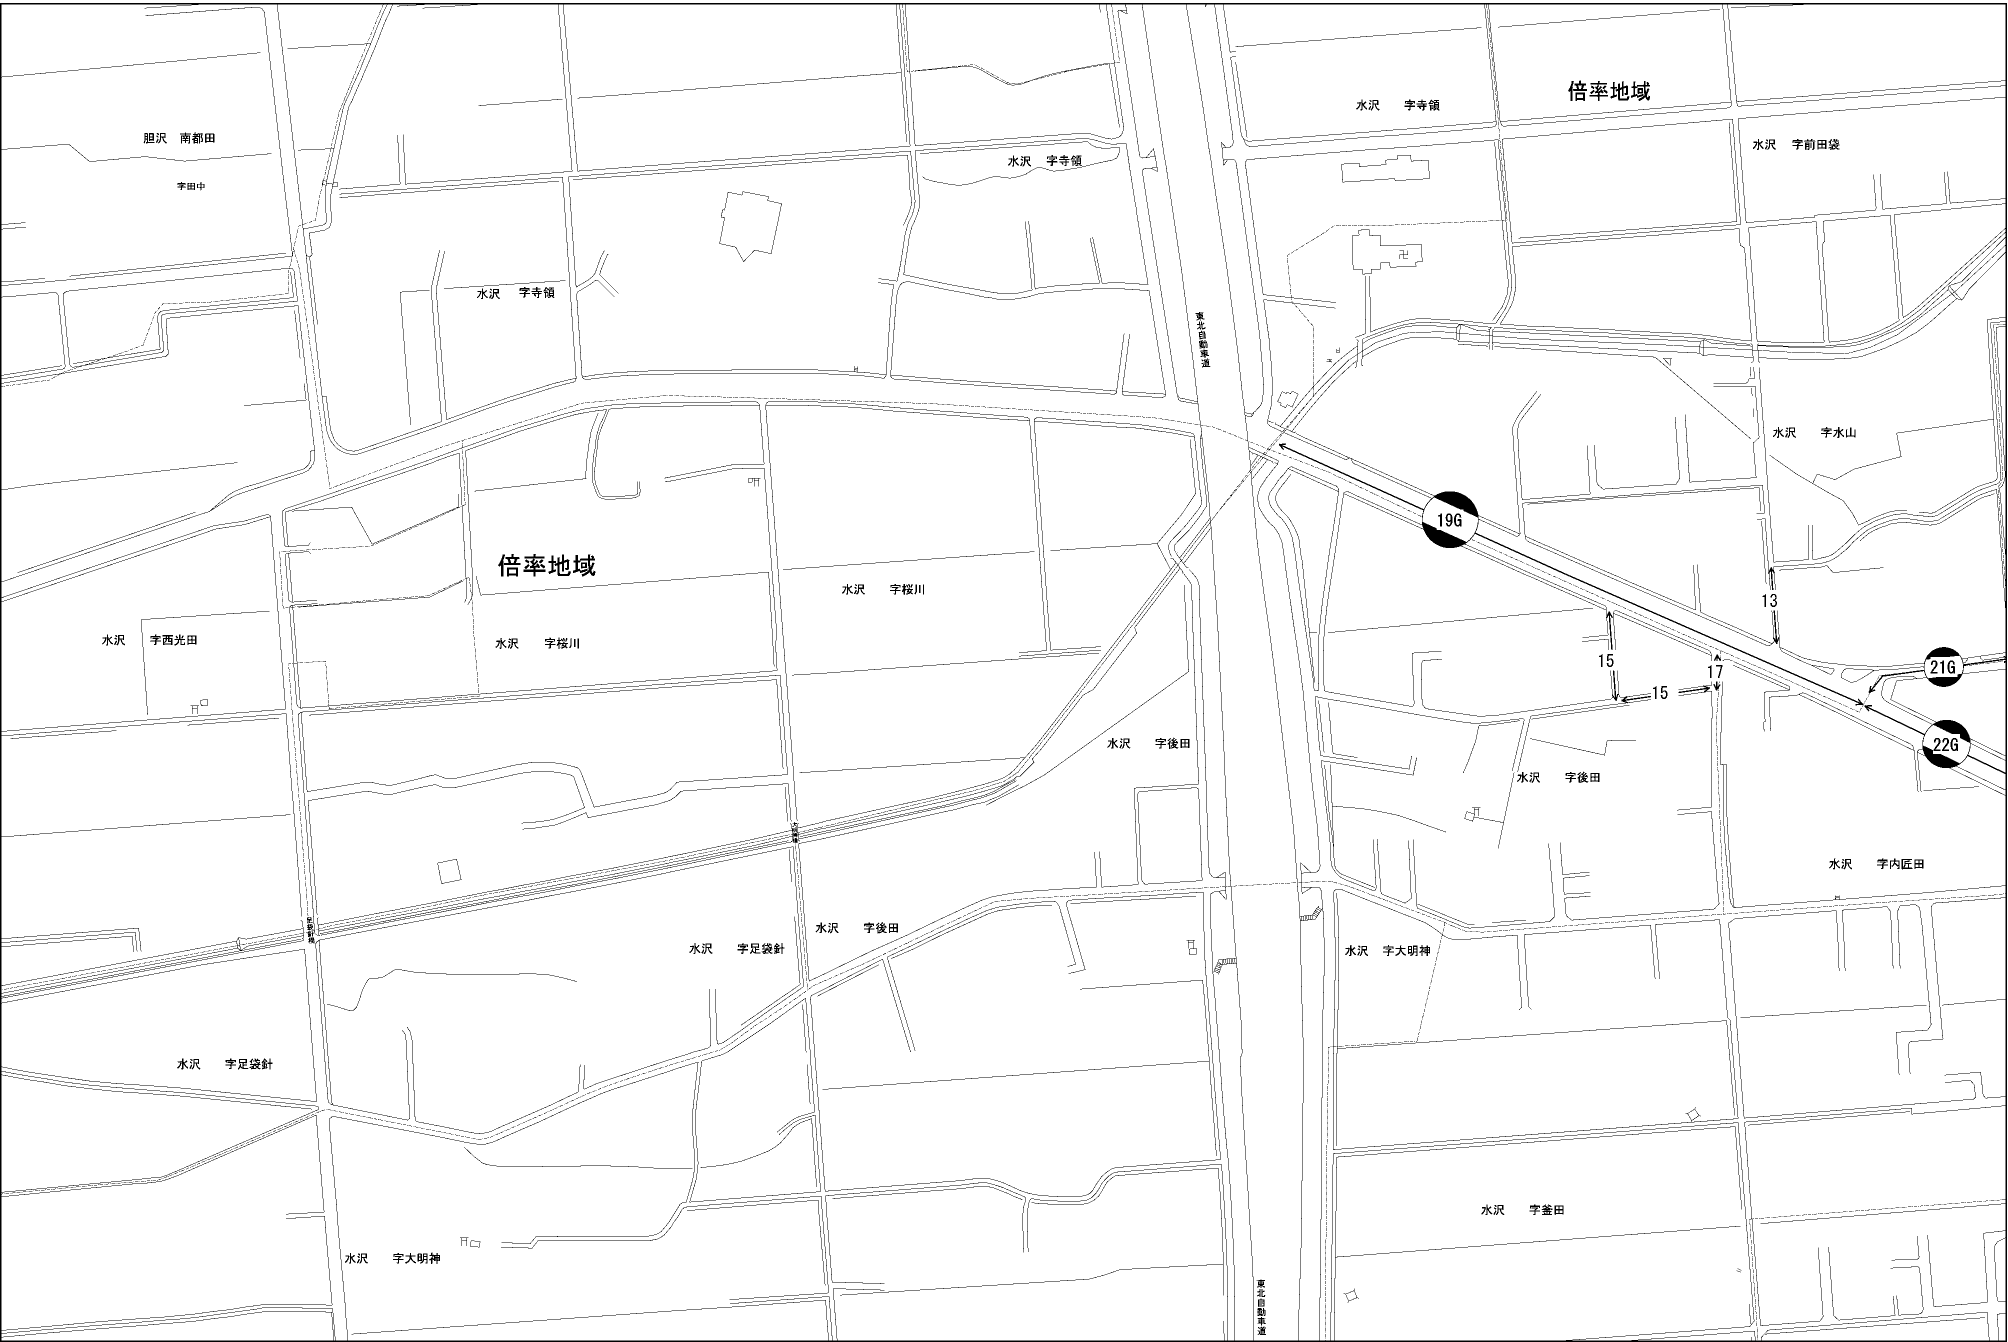 倍率地域
水沢　字寺領
胆沢　南都田
水沢　字前田袋
水沢　字寺領
字田中
水沢　字寺領
東北自動車道
水沢　字水山
19G
倍率地域
水沢　字桜川
13
水沢　字西光田
水沢　字桜川
15
21G
17
15
水沢　字後田
22G
水沢　字後田
水沢　字内匠田
水沢　字後田
水沢　字足袋針
水沢　字大明神
水沢　字足袋針
水沢　字釜田
水沢　字大明神
東北自動車道